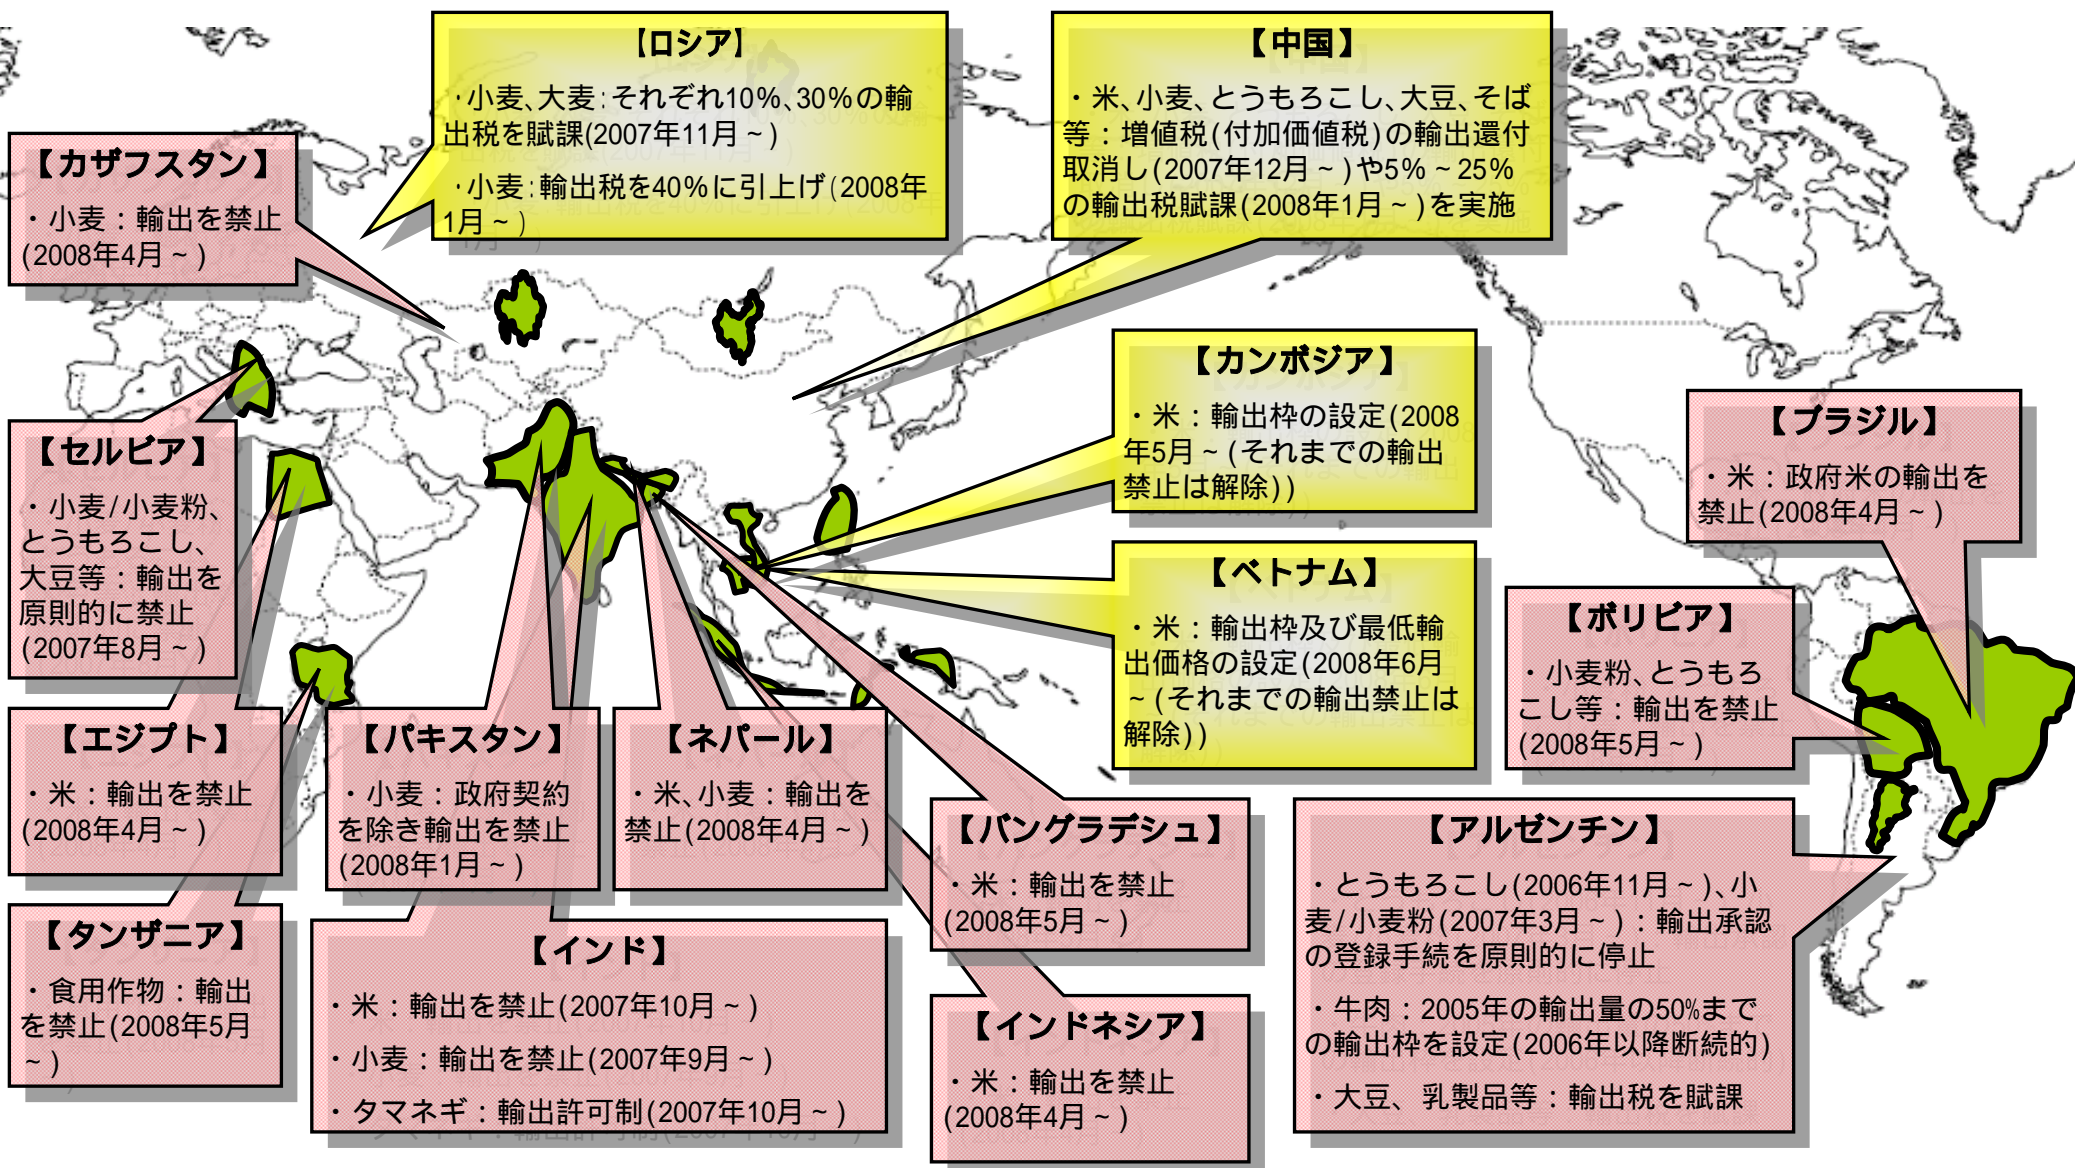 【ロシア】
・小麦、大麦：それぞれ10％、30％の輸
出税を賦課(2007年11月～)
・小麦：輸出税を40％に引上げ(2008年
1月～)
【中国】
・米、小麦、とうもろこし、大豆、そば
等：増値税(付加価値税)の輸出還付
取消し(2007年12月～)や5％～25％
の輸出税賦課(2008年1月～)を実施
【カザフスタン】
・小麦：輸出を禁止
(2008年4月～)
【カンボジア】
・米：輸出枠の設定(2008
年5月～(それまでの輸出
禁止は解除))
【ブラジル】
・米：政府米の輸出を
禁止(2008年4月～)
【セルビア】
・小麦/小麦粉、
とうもろこし、
大豆等：輸出を
原則的に禁止
(2007年8月～)
【ベトナム】
・米：輸出枠及び最低輸
出価格の設定(2008年6月
～(それまでの輸出禁止は
解除))
【ボリビア】
・小麦粉、とうもろ
こし等：輸出を禁止
(2008年5月～)
【エジプト】
・米：輸出を禁止
(2008年4月～)
【パキスタン】
・小麦：政府契約
を除き輸出を禁止
(2008年1月～)
【ネパール】
・米、小麦：輸出を
禁止(2008年4月～)
【バングラデシュ】
・米：輸出を禁止
(2008年5月～)
【アルゼンチン】
・とうもろこし(2006年11月～)、小
麦/小麦粉(2007年3月～)：輸出承認
の登録手続を原則的に停止
・牛肉：2005年の輸出量の50%まで
の輸出枠を設定(2006年以降断続的)
・大豆、乳製品等：輸出税を賦課
【タンザニア】
・食用作物：輸出
を禁止(2008年5月
～)
【インド】
・米：輸出を禁止(2007年10月～)
・小麦：輸出を禁止(2007年9月～)
・タマネギ：輸出許可制(2007年10月～)
【インドネシア】
・米：輸出を禁止
(2008年4月～)